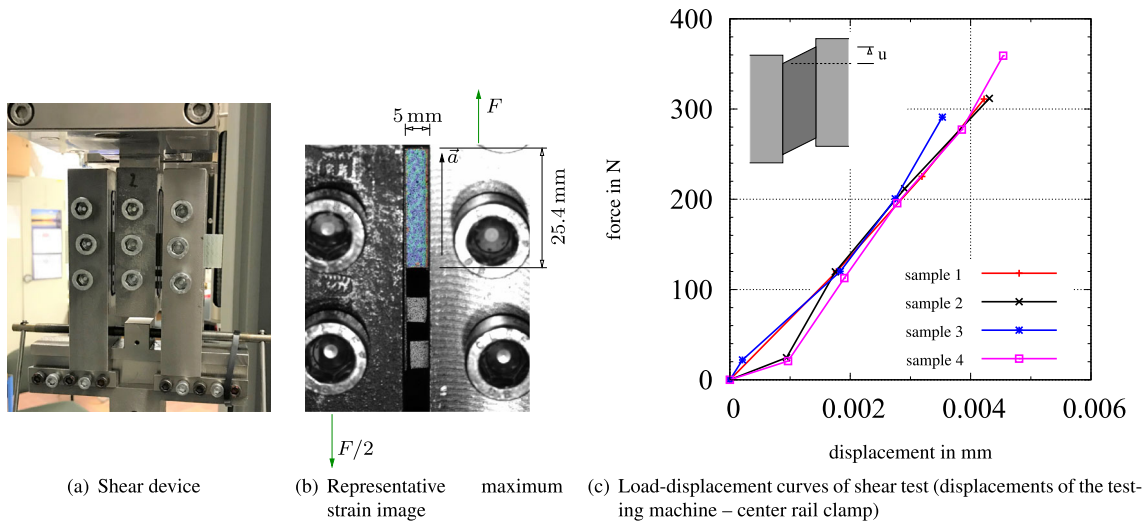 F
5 mm
a⃗
25.4 mm
F/2
2
400
300
200
100
0
force in N
u
sample 1
sample 2
sample 3
sample 4
0
0.002
0.004
0.006
displacement in mm
(a) Shear device
(b) Representative maximum
strain image
(c) Load-displacement curves of shear test (displacements of the test-
ing machine – center rail clamp)